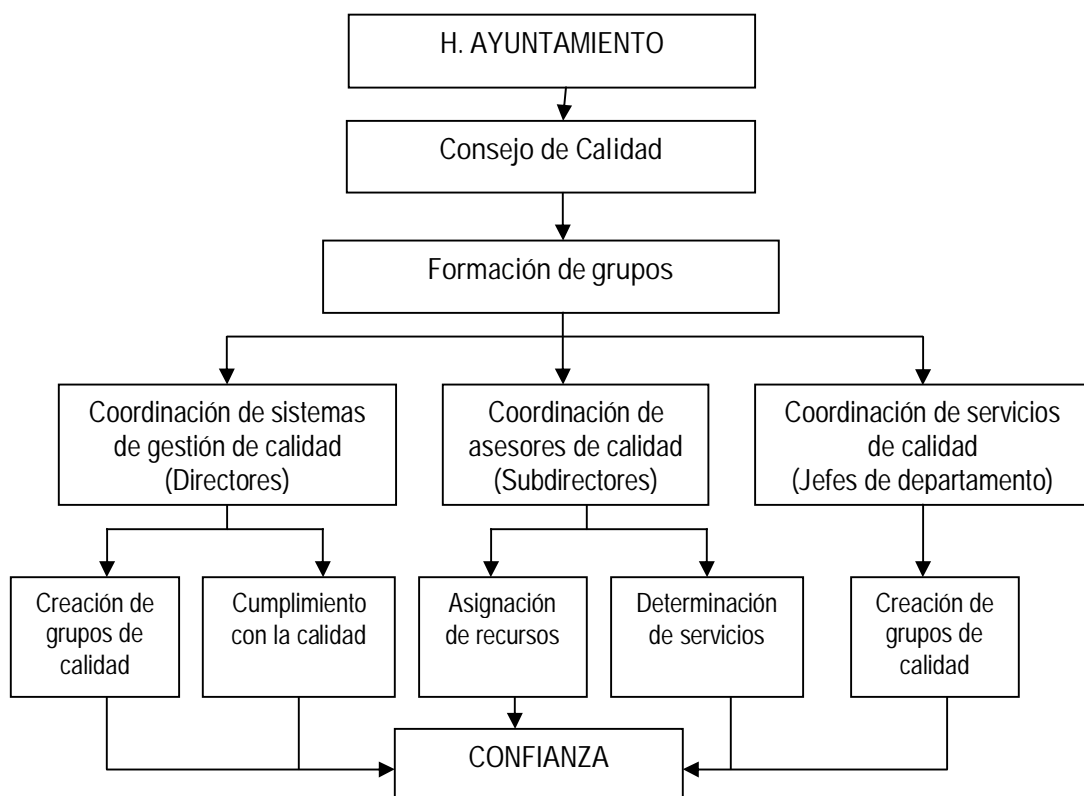 H. AYUNTAMIENTO
Consejo de Calidad
Formación de grupos
Coordinación de sistemas
de gestión de calidad
(Directores)
Coordinación de
asesores de calidad
(Subdirectores)
Coordinación de servicios
de calidad
(Jefes de departamento)
Creación de
grupos de
calidad
Cumplimiento
con la calidad
Asignación
de recursos
Determinación
de servicios
Creación de
grupos de
calidad
CONFIANZA